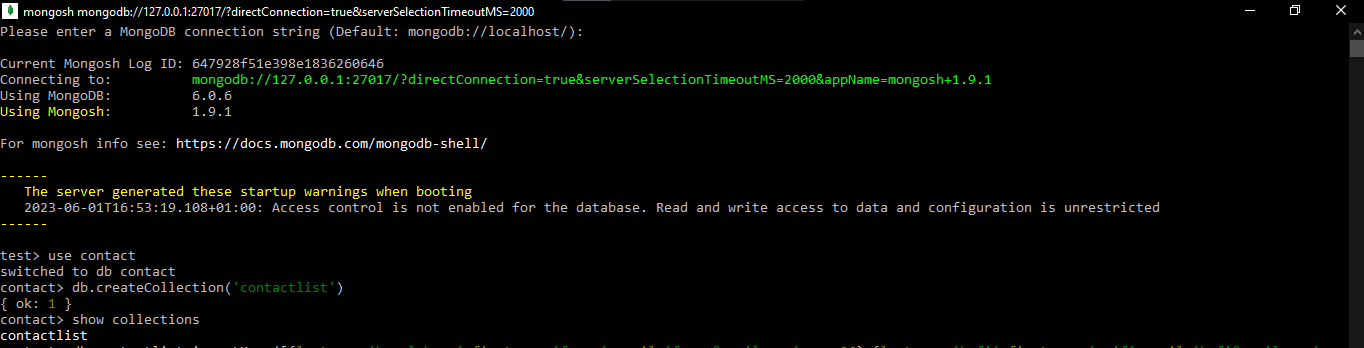 mongosh mongodb://127.0.0.1:27017/?directConnection=true&serverSelectionTimeoutMS=2000
Please enter a MongoDB connection string (Default: mongodb://localhost/):
Current Mongosh Log ID: 647928f51e398e1836260646
Connecting to: mongodb://127.0.0.1:27017/?directConnection=true&serverSelectionTimeoutMS=2000&appName=mongosh+1.9.1
Using MongoDB: 6.0.6
Using Mongosh: 1.9.1
For mongosh info see: https://docs.mongodb.com/mongodb-shell/
------
The server generated these startup warnings when booting
2023-06-01T16:53:19.108+01:00: Access control is not enabled for the database. Read and write access to data and configuration is unrestricted
------
test> use contact
switched to db contact
contact> db.createCollection('contactlist')
{ ok: 1 }
contact> show collections
contactlist